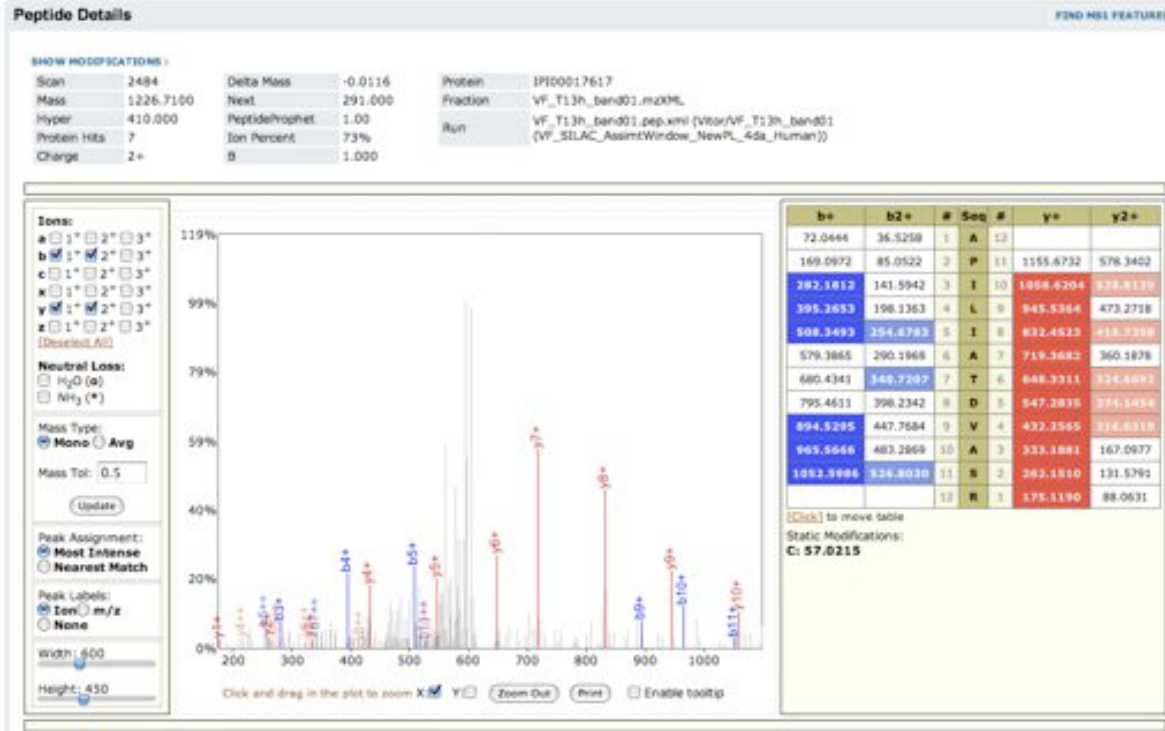 Peptide Details
FIND MS1 FEATURES
SHOW MODIFICATIONS >
Scan 2484 Delta Mass -0.0116 Protein IPI00017617
Mass 1226.7100 Next 291.000 Fraction VF_T13h_band01.mzXML
Hyper 410.000 PeptideProphet 1.00 Run VF_T13h_band01.pep.xml (Vitor/VF_T13h_band01
Protein Hits 7 Ion Percent 73% (VF_SILAC_AssimtWindow_NewPL_4da_Human))
Charge 2+ B 1.000
Ions:
a 1+ 2+ 3+
b 1+ 2+ 3+
c 1+ 2+ 3+
x 1+ 2+ 3+
y 1+ 2+ 3+
z 1+ 2+ 3+
[Deselect All]
Neutral Loss:
H2O (o)
NH3 (*)
Mass Type:
Mono Avg
Mass Tol: 0.5
Update
Peak Assignment:
Most Intense
Nearest Match
Peak Labels:
Ion m/z
None
Width: 600
Height: 450
119%
99%
79%
59%
40%
20%
0%
y1+ b3+ b4+ y4+ b5+ y5+ y6+ y7+ y8+ b9+ y9+ b10+ b11+ y10+
200 300 400 500 600 700 800 900 1000
Click and drag in the plot to zoom X: Y: Zoom Out Print Enable tooltip
b+ b2+ # Seq # y+ y2+
72.0444 36.5258 1 A 12
169.0972 85.0522 2 P 11 1155.6732 578.3402
282.1812 141.5942 3 I 10 1058.6204
395.2653 198.1363 4 L 9 945.5364 473.2718
508.3493 254.6783 5 I 8 832.4523 416.7298
579.3865 290.1969 6 A 7 719.3682 360.1878
680.4341 340.7207 7 T 6 648.3311 324.6692
795.4611 398.2342 8 D 5 547.2835 274.1454
894.5295 447.7684 9 V 4 432.2565 216.6319
965.5666 483.2869 10 A 3 333.1881 167.0977
1052.5986 526.8030 11 S 2 262.1510 131.5791
12 R 1 175.1190 88.0631
[Click] to move table
Static Modifications:
C: 57.0215